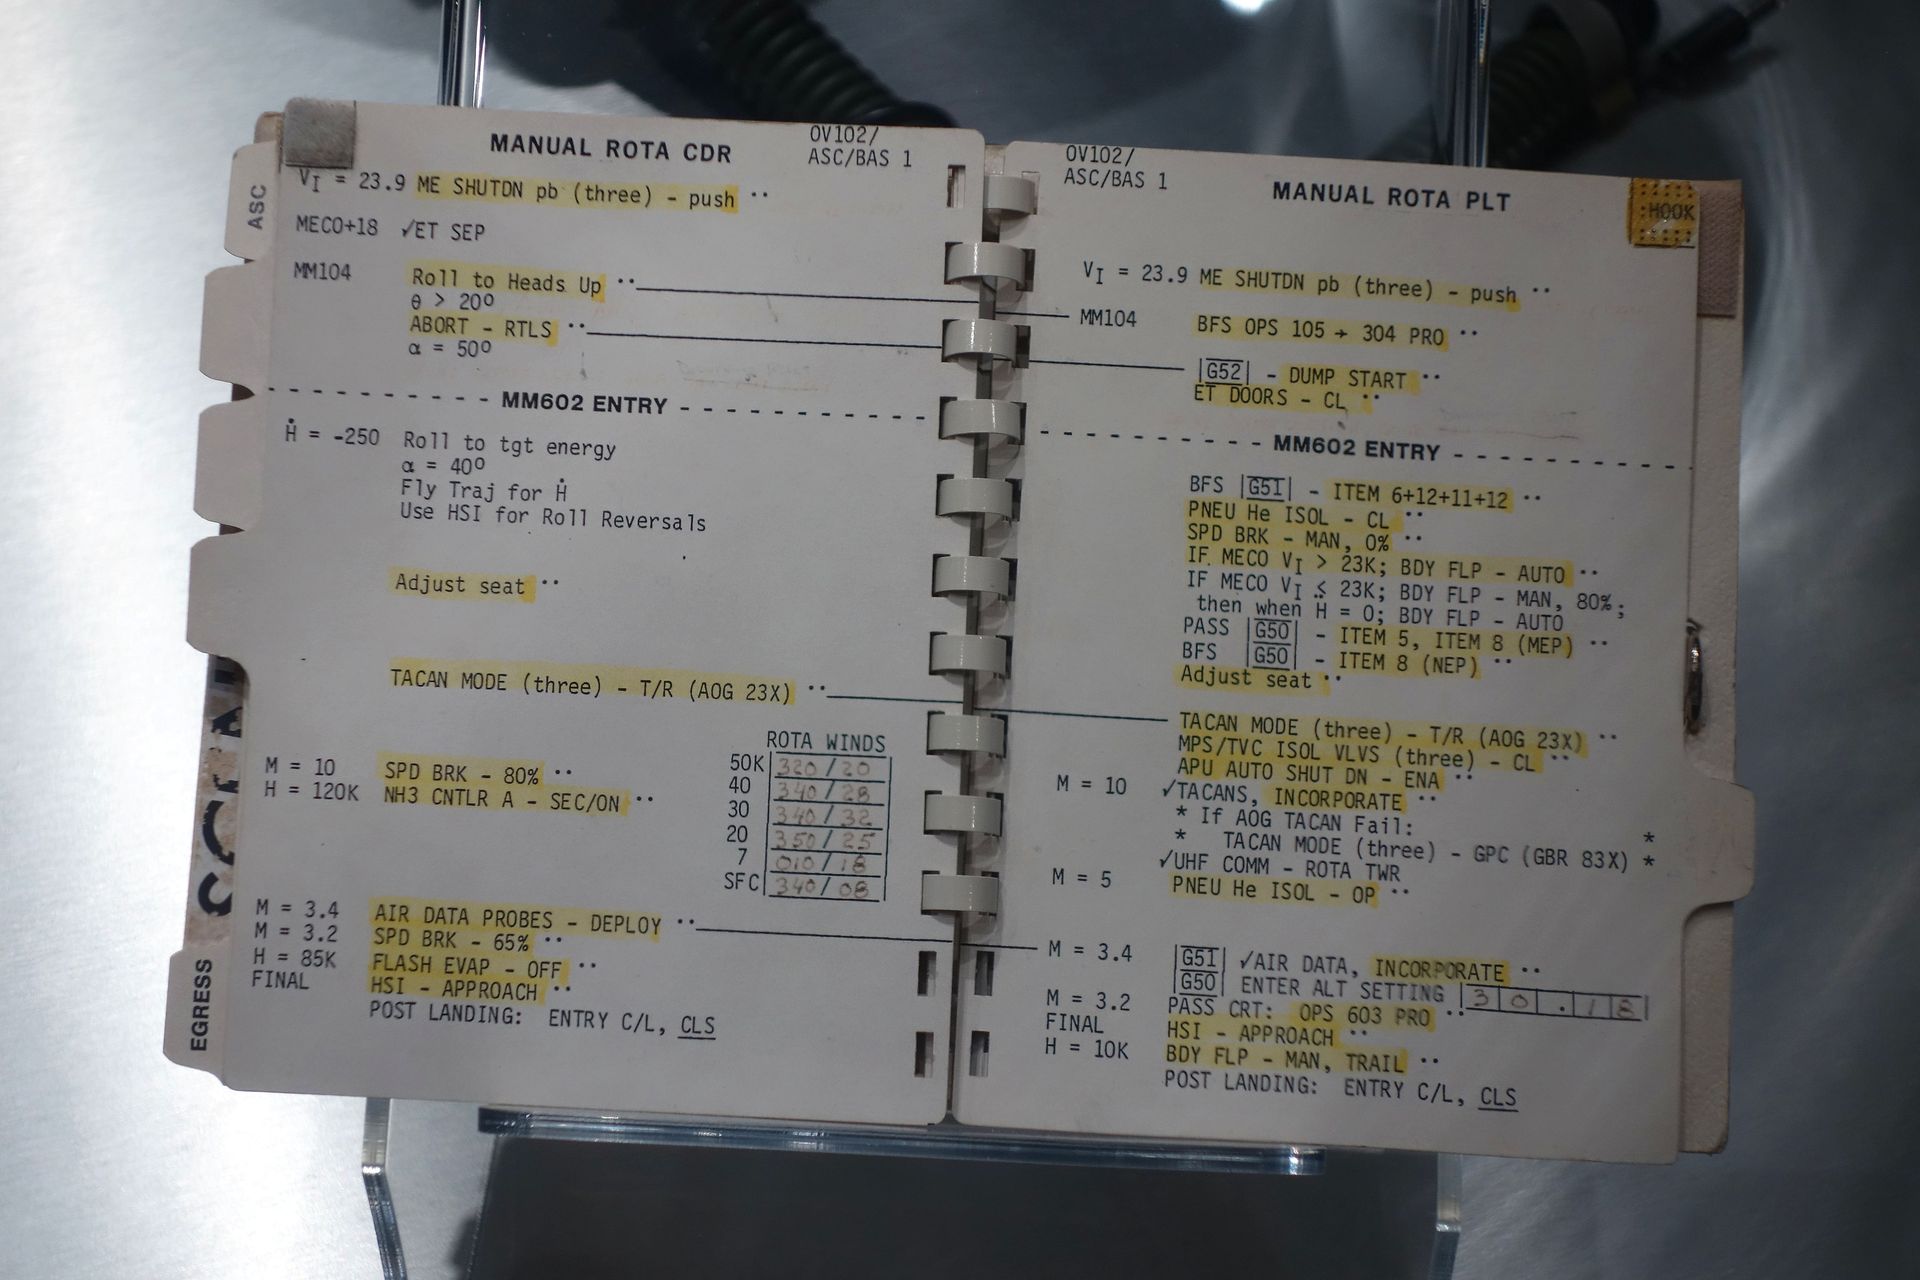 ASC
MANUAL ROTA CDR
OV102/
ASC/BAS 1
VI = 23.9 ME SHUTDN pb (three) - push ··
MECO+18 ✓ET SEP
MM104 Roll to Heads Up ··
θ > 20º
ABORT - RTLS ··
α = 50º
MM602 ENTRY
Ḣ = -250 Roll to tgt energy
α = 40º
Fly Traj for Ḣ
Use HSI for Roll Reversals
Adjust seat ··
TACAN MODE (three) - T/R (AOG 23X) ··
ROTA WINDS
50K 320/20
40 340/28
30 340/32
20 350/25
7 010/18
SFC 340/08
M = 10 SPD BRK - 80% ··
H = 120K NH3 CNTLR A - SEC/ON ··
M = 3.4 AIR DATA PROBES - DEPLOY ··
M = 3.2 SPD BRK - 65% ··
H = 85K FLASH EVAP - OFF ··
FINAL HSI - APPROACH ··
POST LANDING: ENTRY C/L, CLS
EGRESS
OV102/
ASC/BAS 1
MANUAL ROTA PLT
HOOK
VI = 23.9 ME SHUTDN pb (three) - push ··
MM104 BFS OPS 105 → 304 PRO ··
G52 - DUMP START ··
ET DOORS - CL ··
MM602 ENTRY
BFS G51 - ITEM 6+12+11+12 ··
PNEU He ISOL - CL ··
SPD BRK - MAN, 0% ··
IF MECO VI > 23K; BDY FLP - AUTO ··
IF MECO VI ≤ 23K; BDY FLP - MAN, 80%;
then when Ḧ = 0; BDY FLP - AUTO
PASS G50 - ITEM 5, ITEM 8 (MEP) ··
BFS G50 - ITEM 8 (NEP) ··
Adjust seat ··
TACAN MODE (three) - T/R (AOG 23X) ··
MPS/TVC ISOL VLVS (three) - CL ··
APU AUTO SHUT DN - ENA ··
M = 10 ✓TACANS, INCORPORATE ··
* If AOG TACAN Fail: *
* TACAN MODE (three) - GPC (GBR 83X) *
✓UHF COMM - ROTA TWR
M = 5 PNEU He ISOL - OP ··
M = 3.4 G51 ✓AIR DATA, INCORPORATE ··
G50 ENTER ALT SETTING 30.18
M = 3.2 PASS CRT: OPS 603 PRO ··
FINAL HSI - APPROACH ··
H = 10K BDY FLP - MAN, TRAIL ··
POST LANDING: ENTRY C/L, CLS